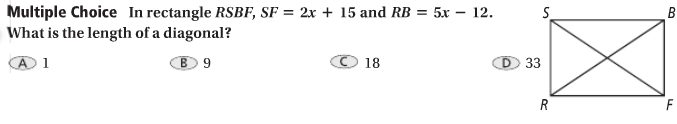 Multiple Choice In rectangle RSBF, SF = 2x + 15 and RB = 5x − 12.
What is the length of a diagonal?
A 1 B 9 C 18 D 33
S B
R F